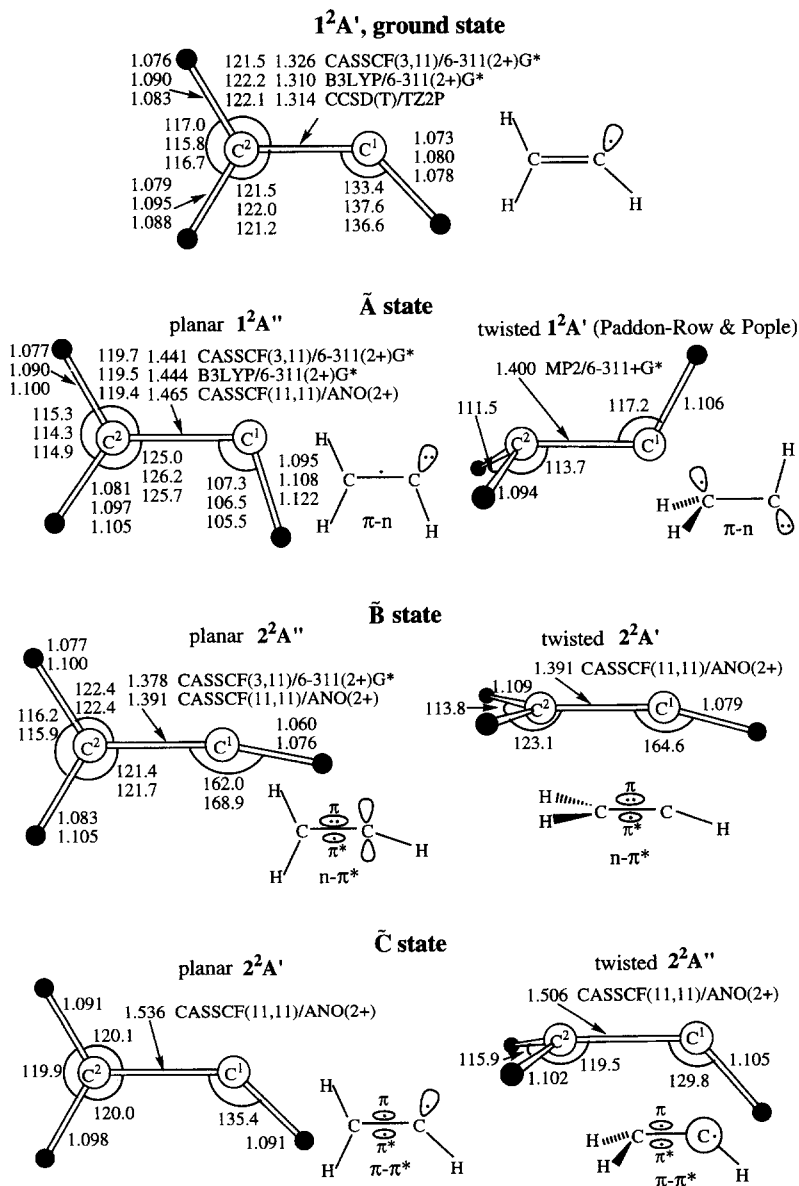 1²A', ground state
1.076
1.090
1.083
121.5 1.326 CASSCF(3,11)/6-311(2+)G*
122.2 1.310 B3LYP/6-311(2+)G*
122.1 1.314 CCSD(T)/TZ2P
117.0
115.8
116.7
C² C¹
1.073
1.080
1.078
1.079
1.095
1.088
121.5
122.0
121.2
133.4
137.6
136.6
H
C C
H H
Ã state
planar 1²A"
1.077
1.090
1.100
119.7 1.441 CASSCF(3,11)/6-311(2+)G*
119.5 1.444 B3LYP/6-311(2+)G*
119.4 1.465 CASSCF(11,11)/ANO(2+)
115.3
114.3
114.9
C² C¹
125.0
126.2
125.7
1.081
1.097
1.105
107.3
106.5
105.5
1.095
1.108
1.122
H
C C
H H
π-n
twisted 1²A' (Paddon-Row & Pople)
1.400 MP2/6-311+G*
111.5
117.2
1.106
C² C¹
113.7
1.094
H
H C C
H
π-n
B̃ state
planar 2²A"
1.077
1.100
1.378 CASSCF(3,11)/6-311(2+)G*
1.391 CASSCF(11,11)/ANO(2+)
122.4
122.4
116.2
115.9
C² C¹
1.060
1.076
121.4
121.7
162.0
168.9
1.083
1.105
H π
C C
H π* H
n-π*
twisted 2²A'
1.391 CASSCF(11,11)/ANO(2+)
1.109
1.079
113.8
C² C¹
123.1
164.6
H π
H C C
π* H
n-π*
C̃ state
planar 2²A'
1.091
1.536 CASSCF(11,11)/ANO(2+)
120.1
119.9
C² C¹
120.0
135.4
1.098
1.091
H π
C C
H π* H
π-π*
twisted 2²A"
1.506 CASSCF(11,11)/ANO(2+)
C² C¹
115.9
1.102
119.5
129.8
1.105
π
H C C
H π* H
π-π*